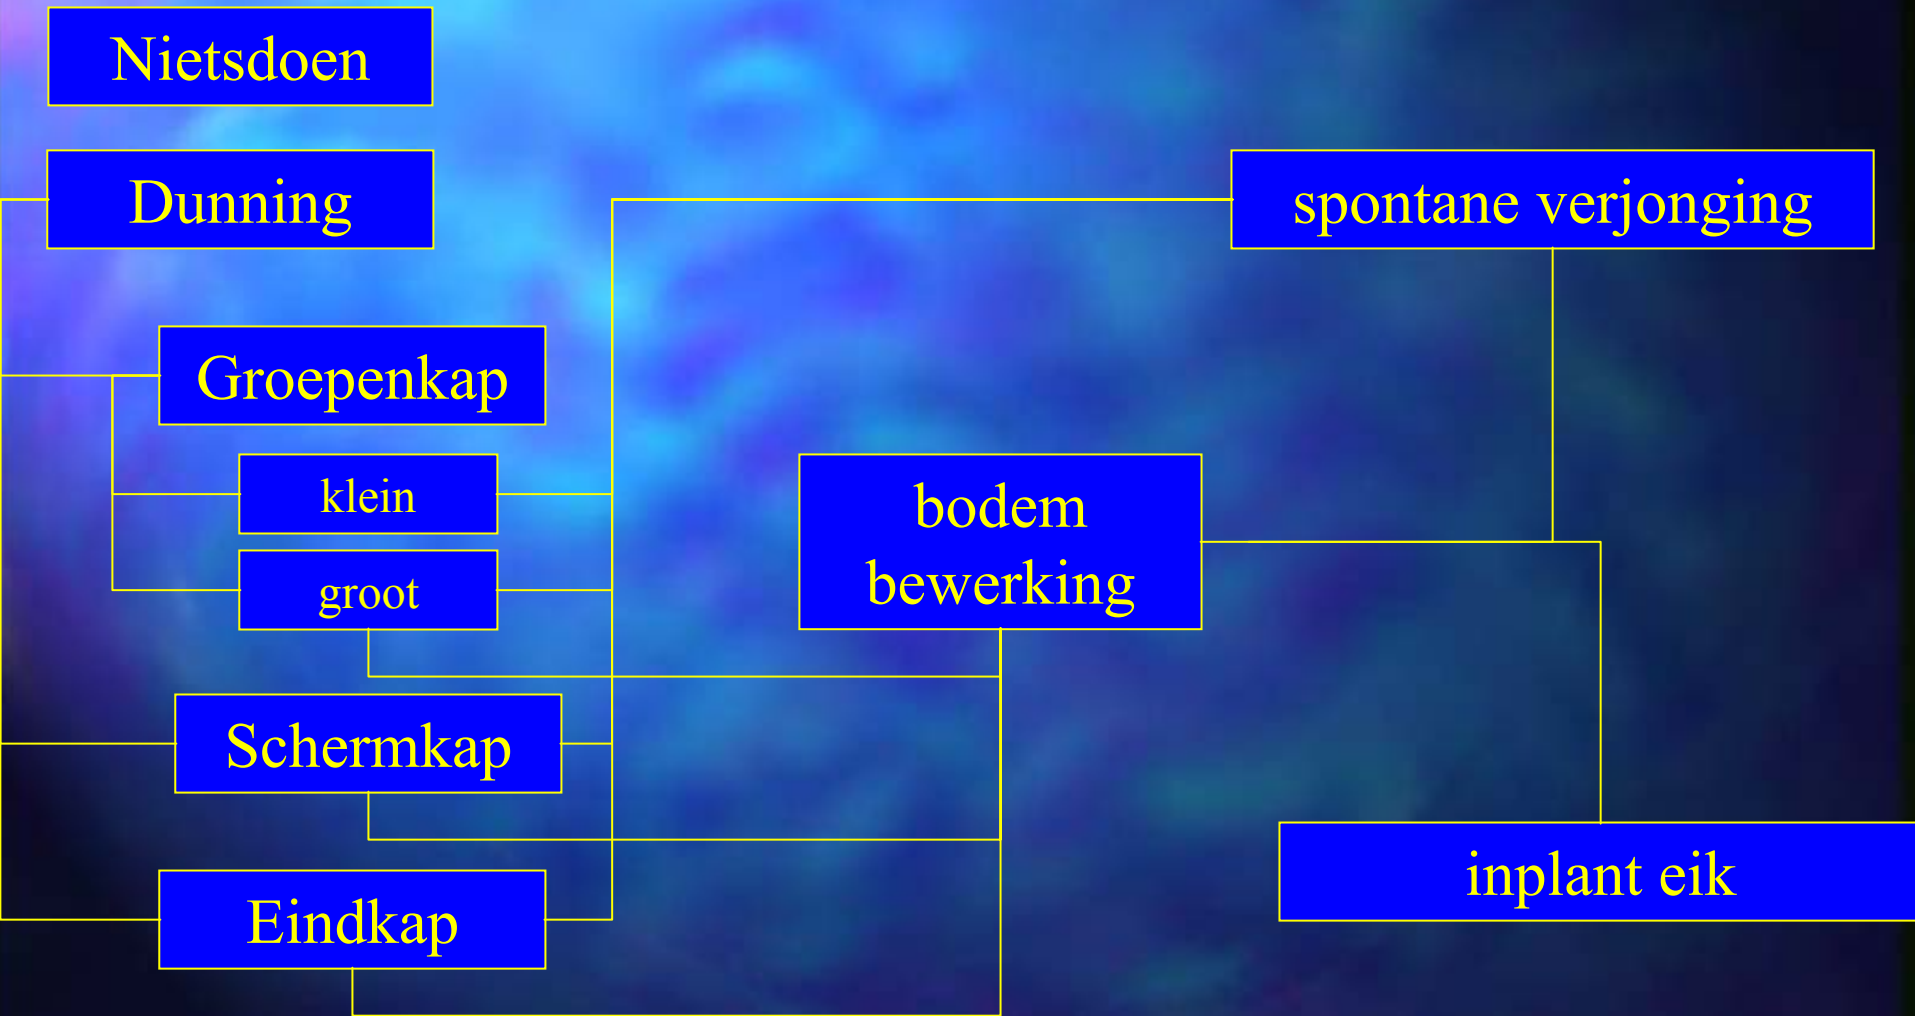 Nietsdoen
Dunning
spontane verjonging
Groepenkap
klein
groot
bodem
bewerking
Schermkap
Eindkap
inplant eik